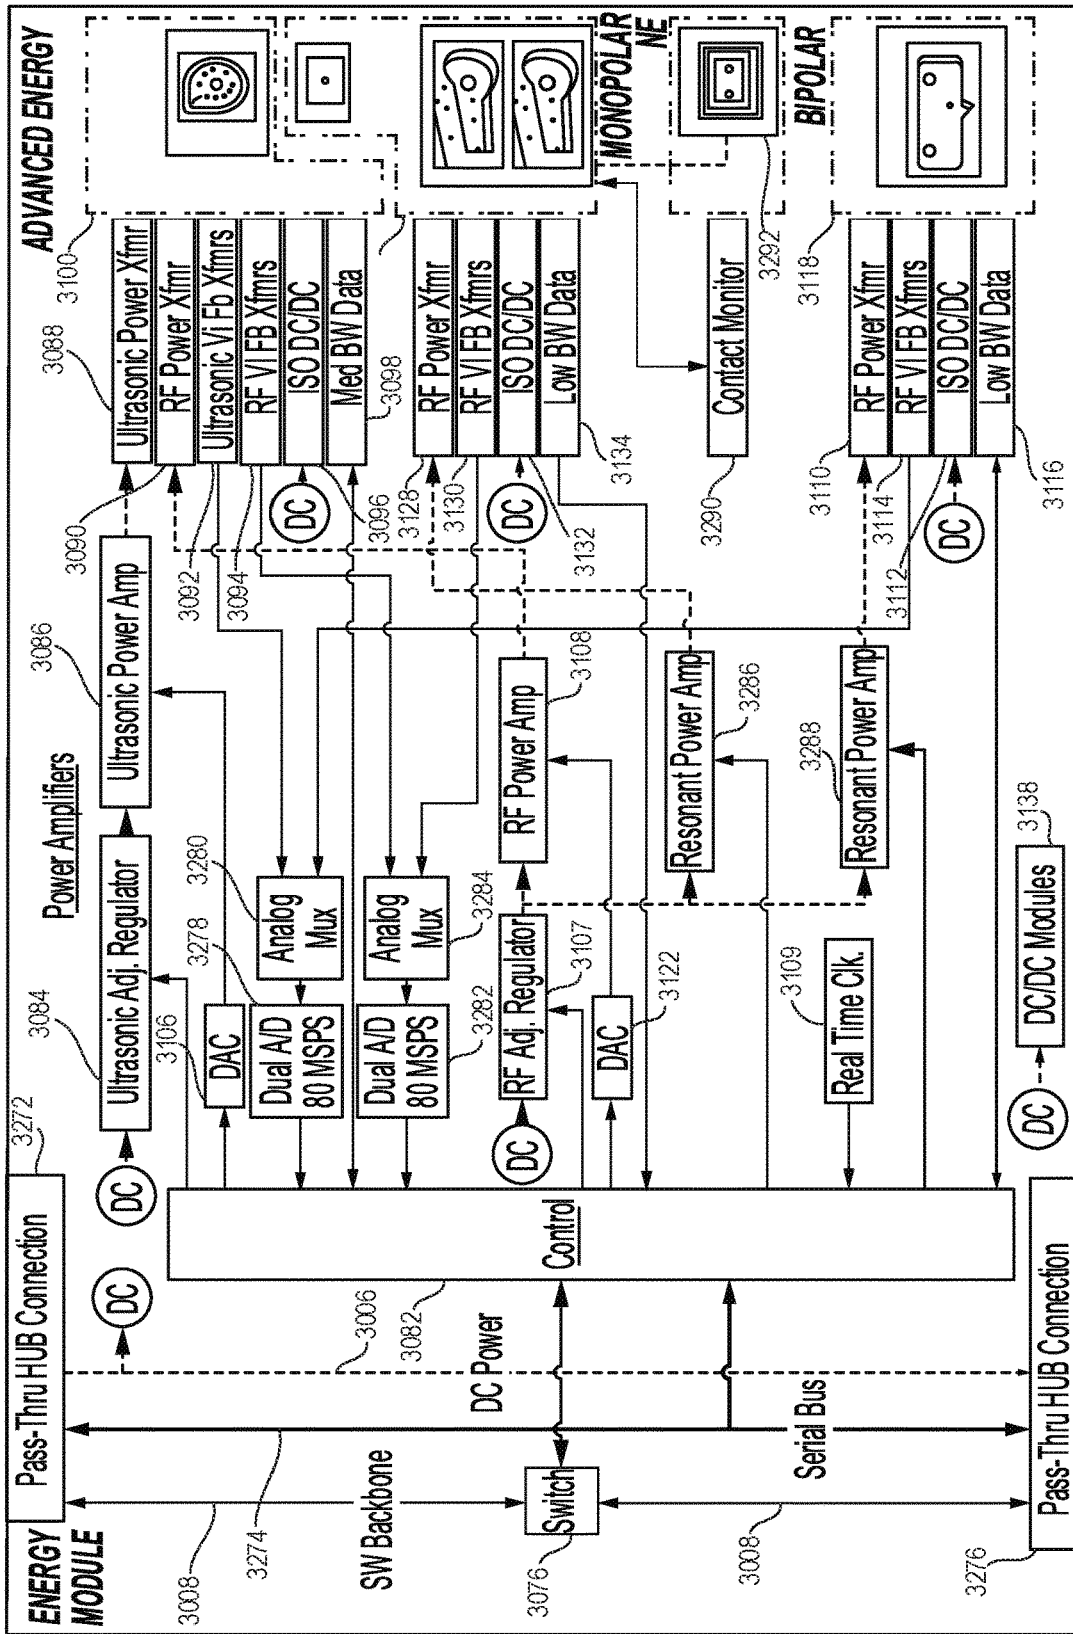 ENERGY
MODULE
3272
Pass-Thru HUB Connection
3008
3274
SW Backbone
3076
Switch
3008
3276
Pass-Thru HUB Connection
Serial Bus
DC Power
3006
3082
DC
Control
Power Amplifiers
3084
DC
Ultrasonic Adj. Regulator
3086
Ultrasonic Power Amp
3106
DAC
3278
Dual A/D
80 MSPS
3280
Analog
Mux
3282
Dual A/D
80 MSPS
3284
Analog
Mux
DC
RF Adj. Regulator
3107
RF Power Amp
3108
DAC
3122
Resonant Power Amp
3286
3288
Resonant Power Amp
3109
Real Time Clk.
DC
DC/DC Modules
3138
ADVANCED ENERGY
3100
3088
Ultrasonic Power Xfmr
3090
RF Power Xfmr
3092
Ultrasonic Vi Fb Xfmrs
3094
RF VI FB Xfmrs
DC
ISO DC/DC
3096
Med BW Data
3098
3128
RF Power Xfmr
3130
RF VI FB Xfmrs
DC
ISO DC/DC
3132
Low BW Data
3134
MONOPOLAR
NE
3290
Contact Monitor
3292
BIPOLAR
3118
3110
RF Power Xfmr
3114
RF VI FB Xfmrs
3112
DC
ISO DC/DC
Low BW Data
3116